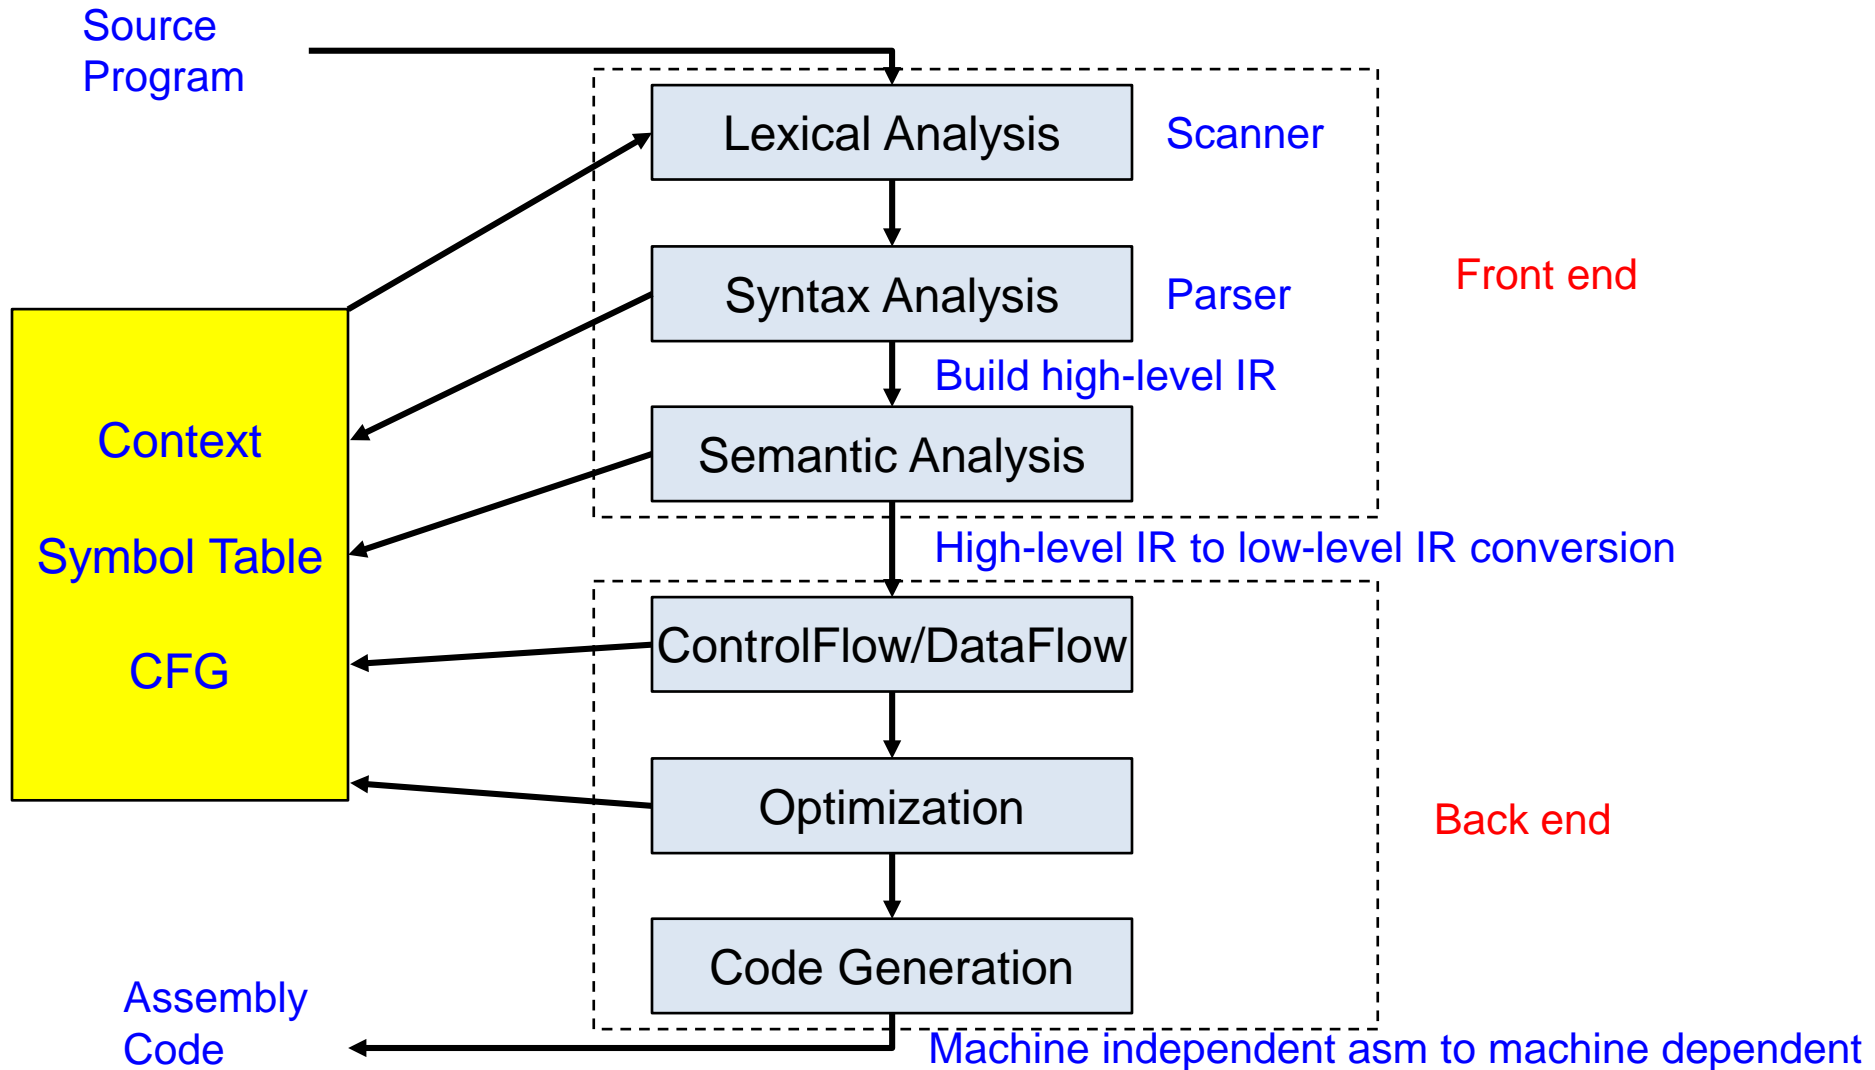 Source
Program
Lexical Analysis
Scanner
Syntax Analysis
Parser
Front end
Build high-level IR
Context
Semantic Analysis
Symbol Table
High-level IR to low-level IR conversion
CFG
ControlFlow/DataFlow
Optimization
Back end
Code Generation
Assembly
Code
Machine independent asm to machine dependent